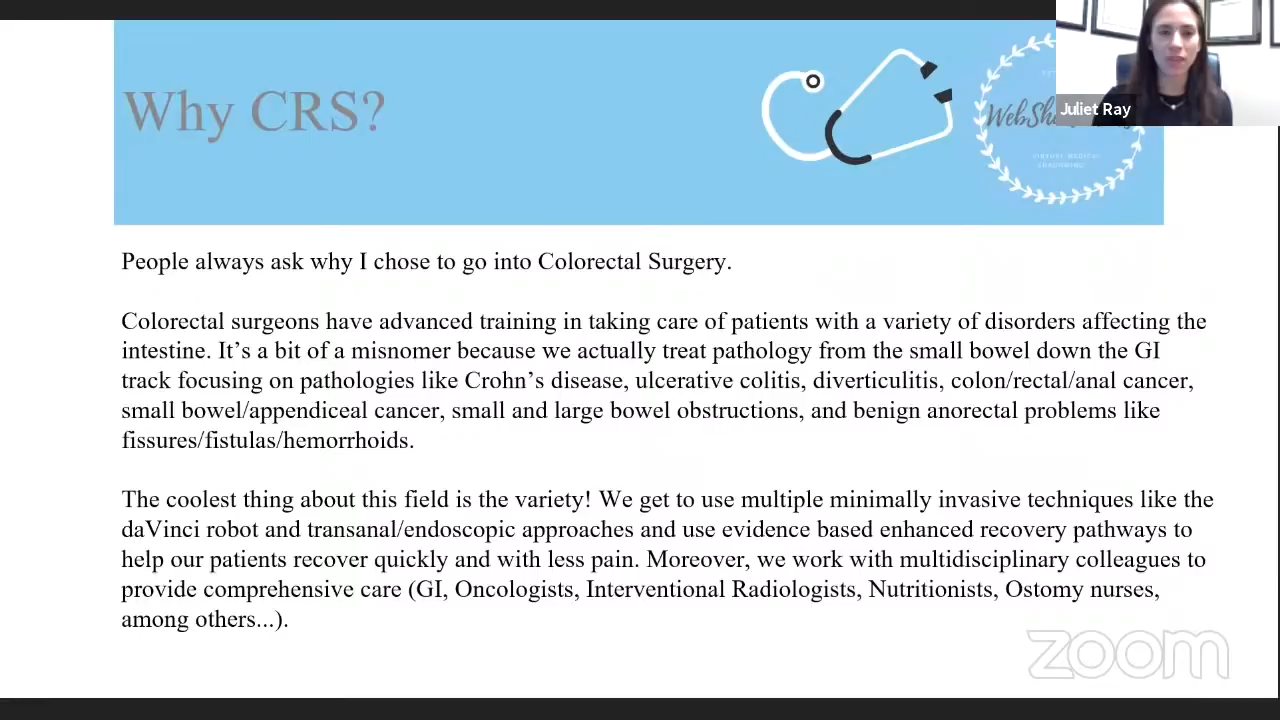 Why CRS?
Juliet Ray
WebSh
VIRTUAL MEDICAL
SHADOWING
People always ask why I chose to go into Colorectal Surgery.
Colorectal surgeons have advanced training in taking care of patients with a variety of disorders affecting the
intestine. It’s a bit of a misnomer because we actually treat pathology from the small bowel down the GI
track focusing on pathologies like Crohn’s disease, ulcerative colitis, diverticulitis, colon/rectal/anal cancer,
small bowel/appendiceal cancer, small and large bowel obstructions, and benign anorectal problems like
fissures/fistulas/hemorrhoids.
The coolest thing about this field is the variety! We get to use multiple minimally invasive techniques like the
daVinci robot and transanal/endoscopic approaches and use evidence based enhanced recovery pathways to
help our patients recover quickly and with less pain. Moreover, we work with multidisciplinary colleagues to
provide comprehensive care (GI, Oncologists, Interventional Radiologists, Nutritionists, Ostomy nurses,
among others...).
zoom